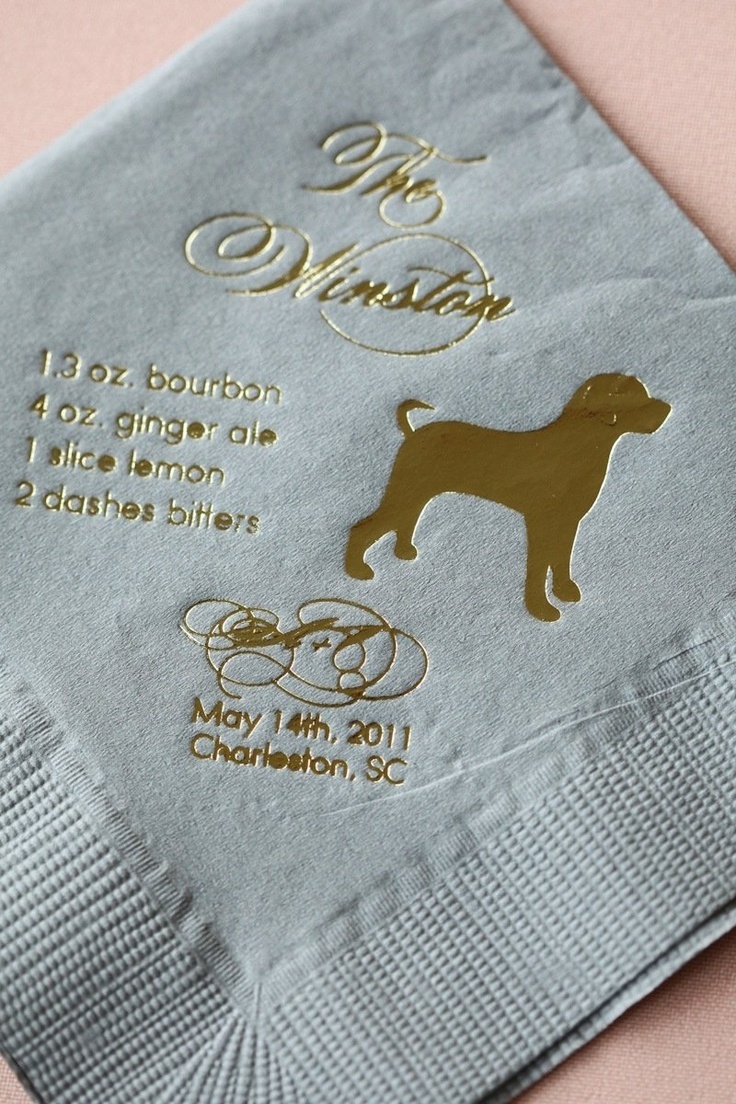 The
Winston
1.3 oz. bourbon
4 oz. ginger ale
1 slice lemon
2 dashes bitters
May 14th, 2011
Charleston, SC